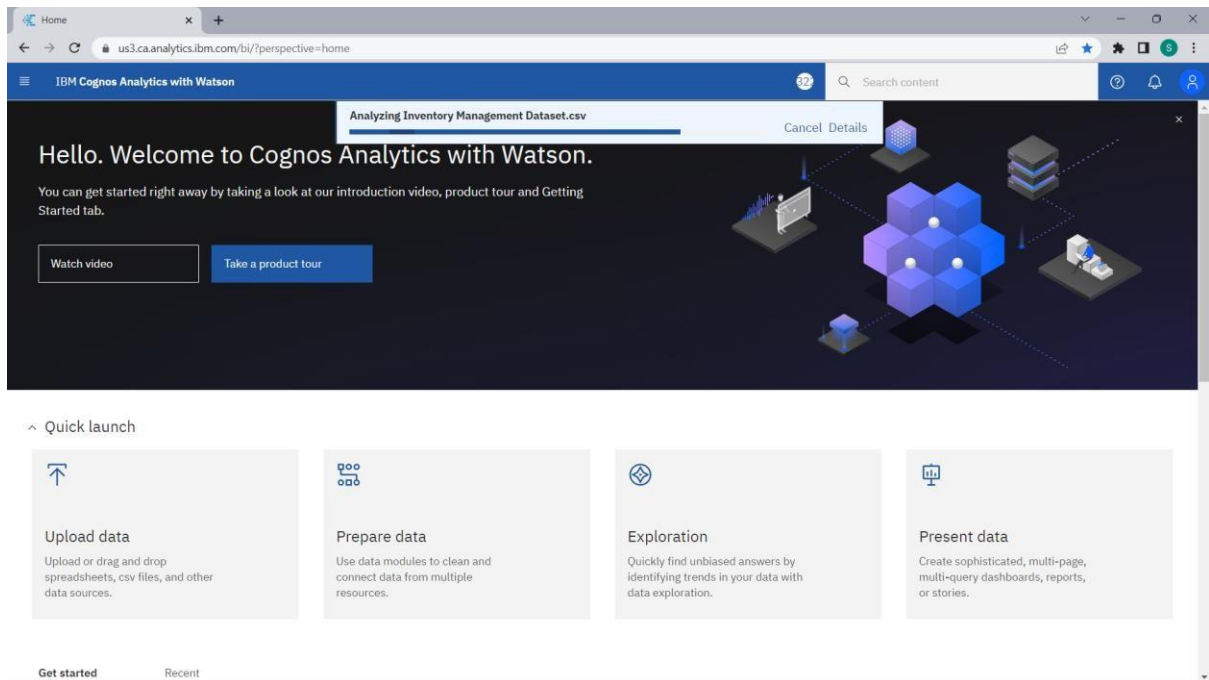 Home
us3.ca.analytics.ibm.com/bi/?perspective=home
S
IBM Cognos Analytics with Watson
Search content
Analyzing Inventory Management Dataset.csv
Cancel Details
Hello. Welcome to Cognos Analytics with Watson.
You can get started right away by taking a look at our introduction video, product tour and Getting
Started tab.
Watch video
Take a product tour
Quick launch
Upload data
Upload or drag and drop
spreadsheets, csv files, and other
data sources.
Prepare data
Use data modules to clean and
connect data from multiple
resources.
Exploration
Quickly find unbiased answers by
identifying trends in your data with
data exploration.
Present data
Create sophisticated, multi-page,
multi-query dashboards, reports,
or stories.
Get started
Recent